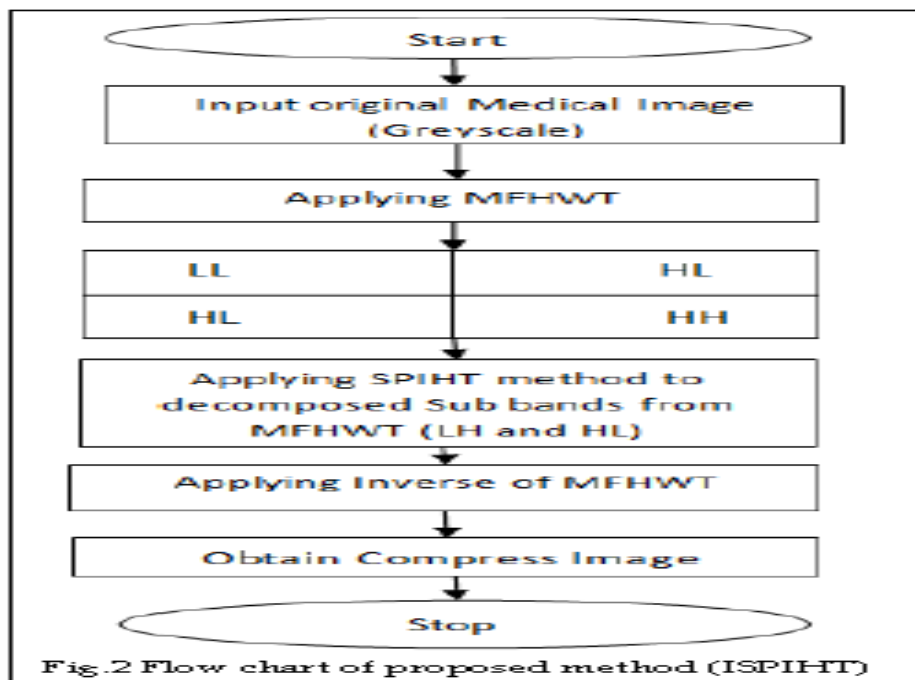 Start
Input original Medical Image
(Greyscale)
Applying MFHWT
LL HL
HL HH
Applying SPIHT method to
decomposed Sub bands from
MFHWT (LH and HL)
Applying Inverse of MFHWT
Obtain Compress Image
Stop
Fig.2 Flow chart of proposed method (ISPIHT)